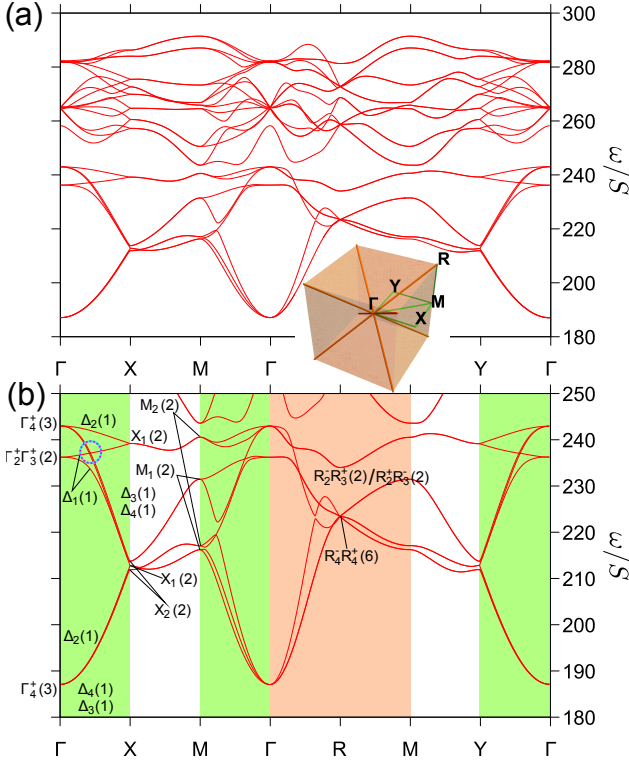 (a)
300
280
260
240
220
200
180
ω/S
Γ X M Γ R M Y Γ
R
Y
M
Γ
X
(b)
250
240
230
220
210
200
190
180
ω/S
M₂(2)
Γ₄⁺(3)
Δ₂(1)
X₁(2)
Γ₂⁺Γ₃⁺(2)
M₁(2)
Δ₁(1)
Δ₃(1)
Δ₄(1)
R₂⁻R₃⁺(2)/R₂⁺R₃⁻(2)
R₄⁻R₄⁺(6)
X₁(2)
X₂(2)
Δ₂(1)
Γ₄⁺(3)
Δ₄(1)
Δ₃(1)
Γ X M Γ R M Y Γ